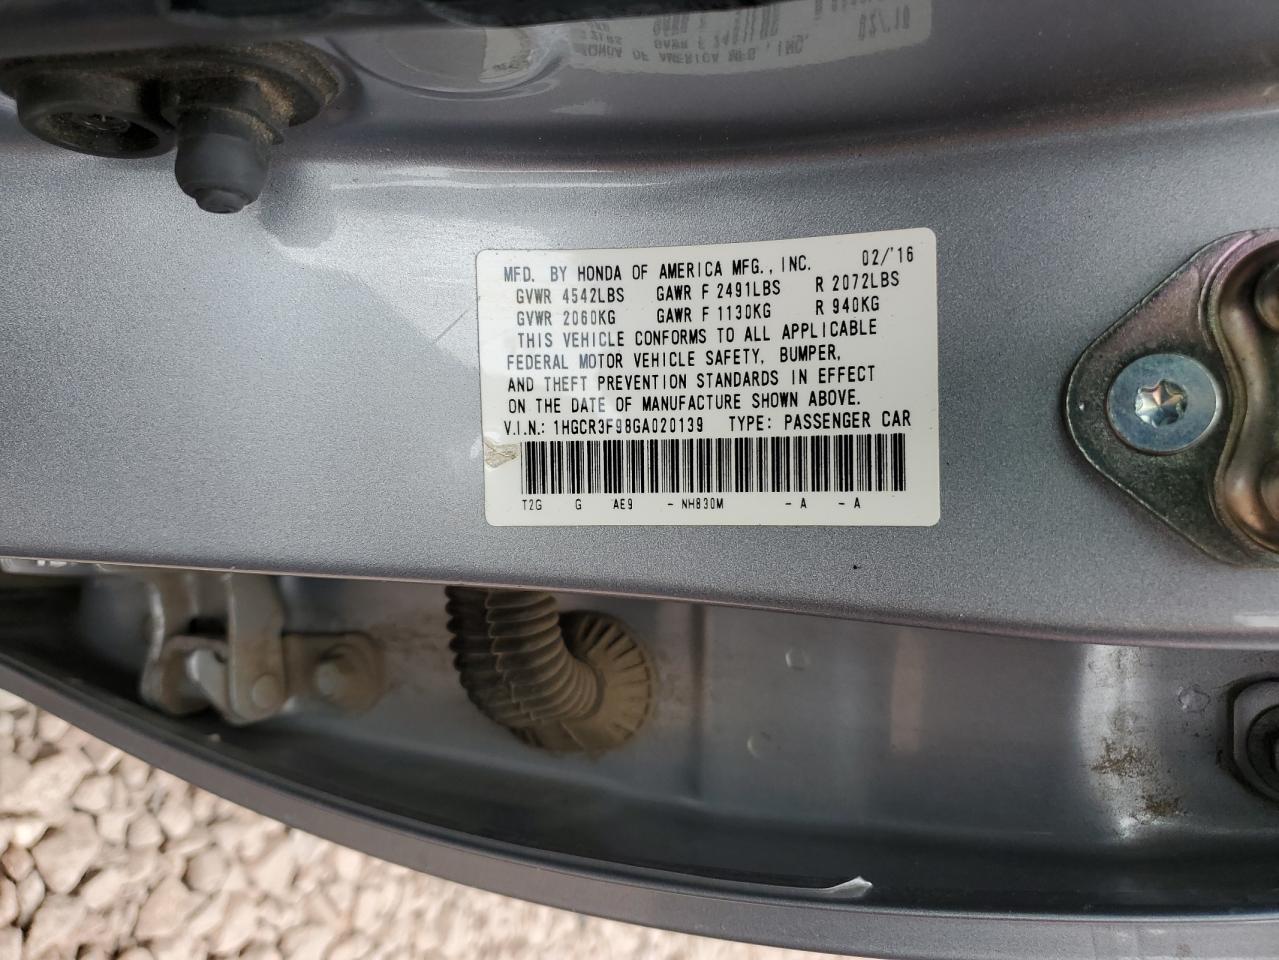 MFD. BY HONDA OF AMERICA MFG., INC. 02/'16
GVWR 4542LBS GAWR F 2491LBS R 2072LBS
GVWR 2060KG GAWR F 1130KG R 940KG
THIS VEHICLE CONFORMS TO ALL APPLICABLE
FEDERAL MOTOR VEHICLE SAFETY, BUMPER,
AND THEFT PREVENTION STANDARDS IN EFFECT
ON THE DATE OF MANUFACTURE SHOWN ABOVE.
V.I.N.: 1HGCR3F98GA020139 TYPE: PASSENGER CAR
T2G G AE9 - NH830M - A - A